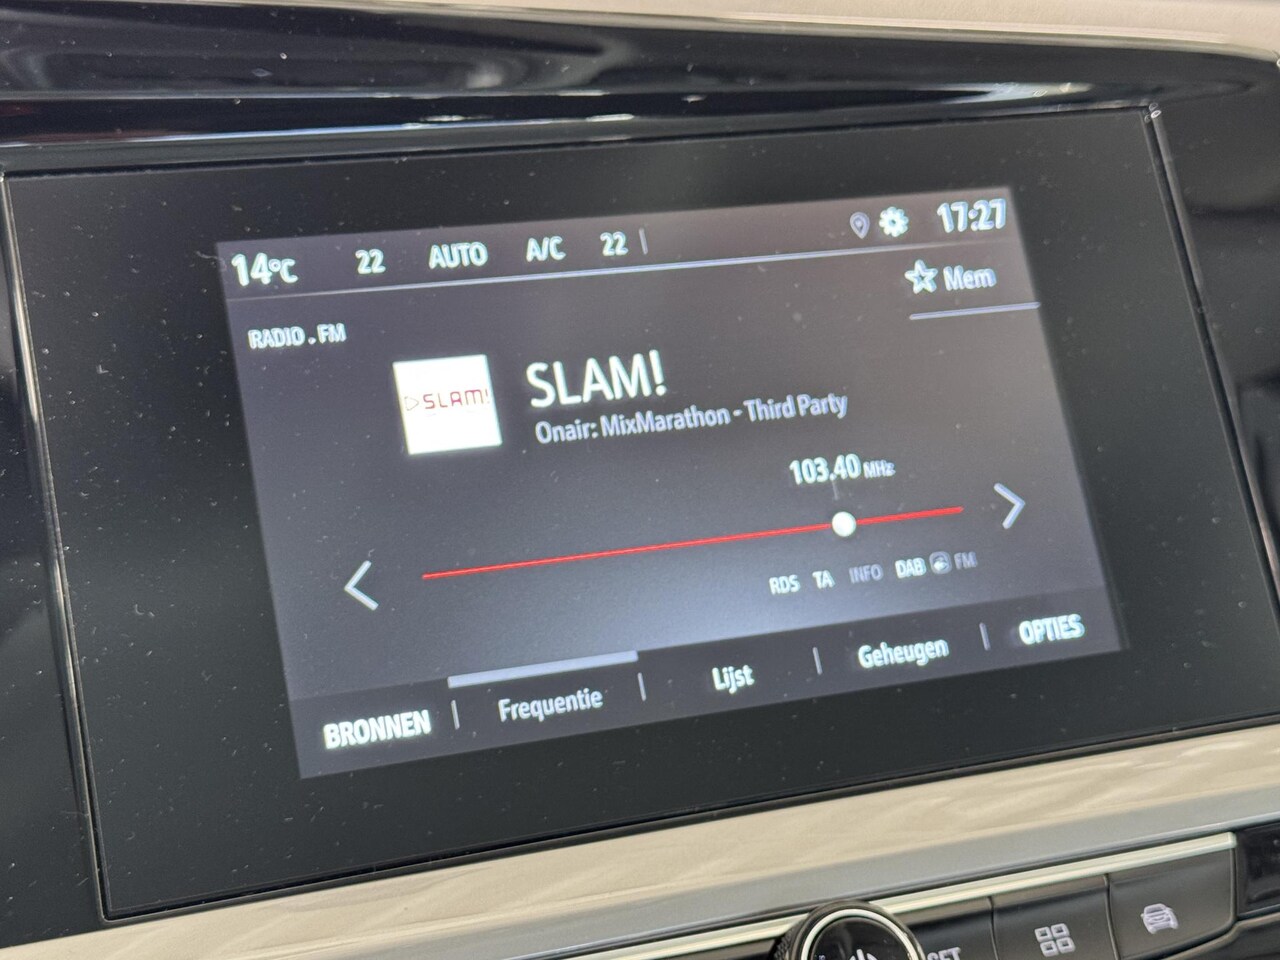 14°C 22 AUTO A/C 22 17:27
Mem
RADIO . FM
SLAM!
SLAM!
Onair: MixMarathon - Third Party
103.40 MHz
RDS TA INFO DAB FM
BRONNEN Frequentie Lijst Geheugen OPTIES